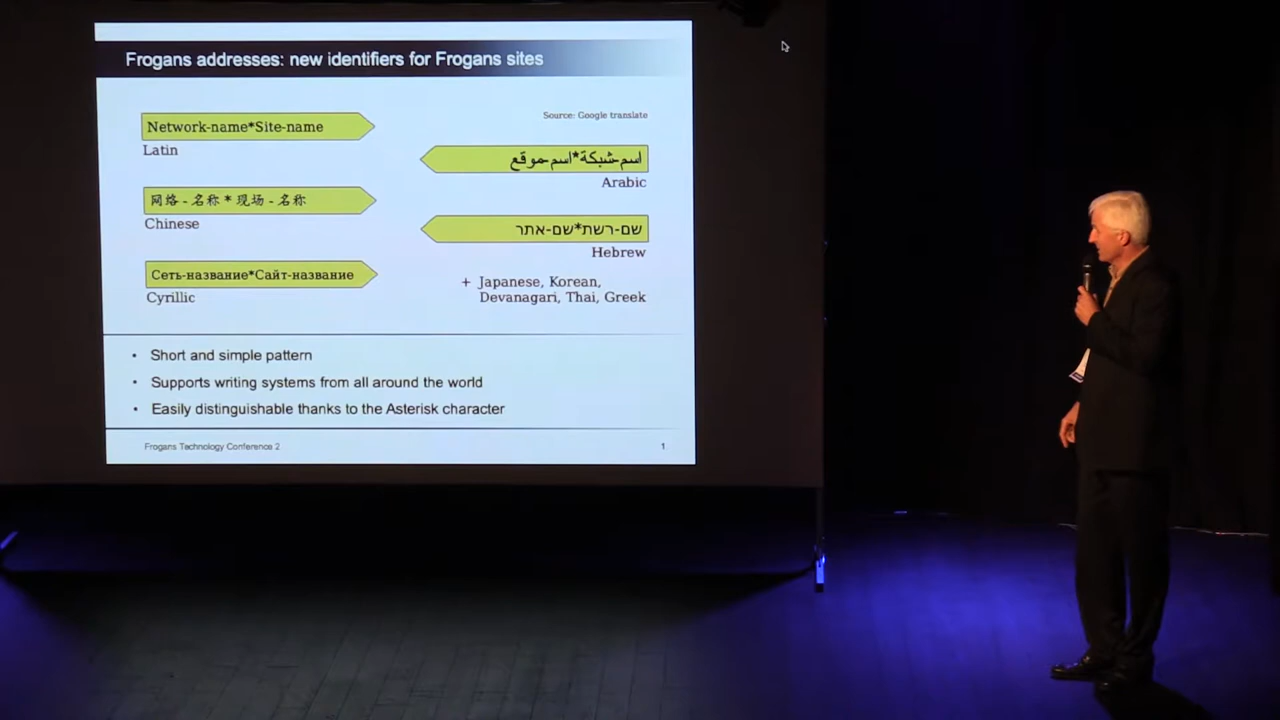 Frogans addresses: new identifiers for Frogans sites
Network-name*Site-name
Latin
网络 - 名称 * 现场 - 名称
Chinese
Сеть-название*Сайт-название
Cyrillic
Source: Google translate
اسم-شبكة*اسم-موقع
Arabic
שם-רשת*שם-אתר
Hebrew
+ Japanese, Korean,
Devanagari, Thai, Greek
• Short and simple pattern
• Supports writing systems from all around the world
• Easily distinguishable thanks to the Asterisk character
Frogans Technology Conference 2
1